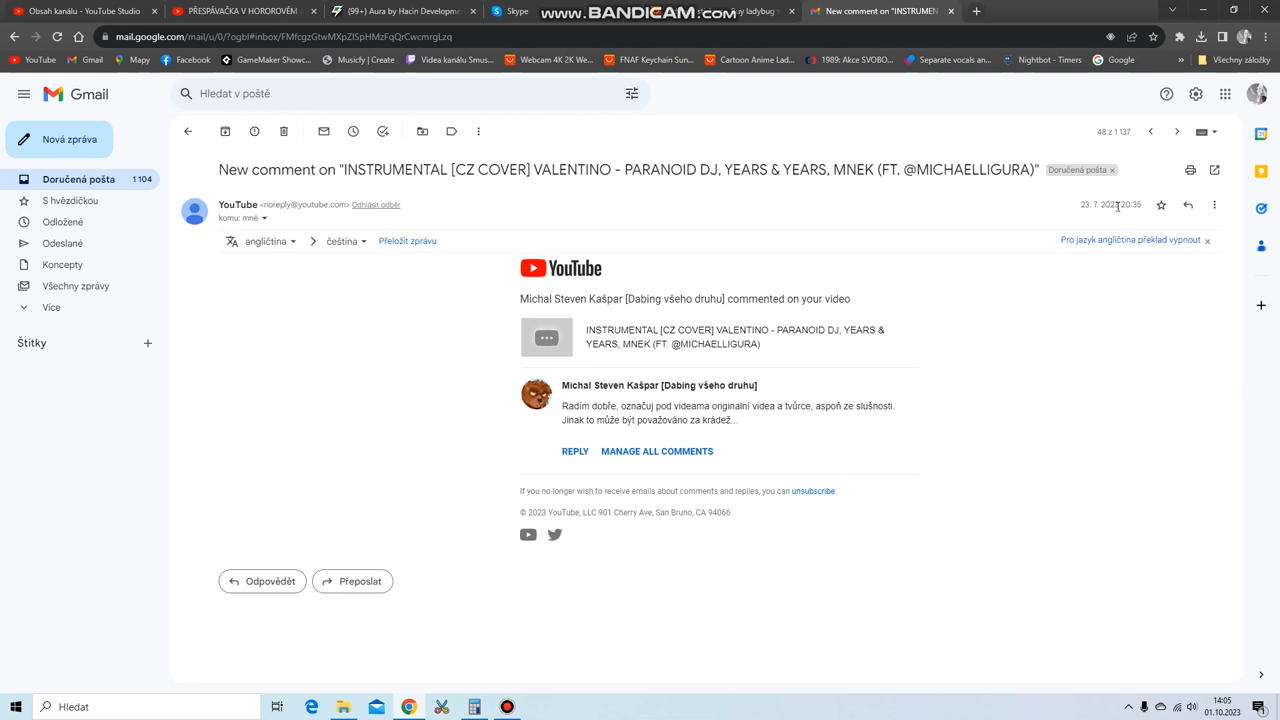 Obsah kanálu - YouTube Studio
PŘESPÁVAČKA V HOROROVÉM
(99+) Aura by Hacin Developme
Skype
WWW.BANDICAM.COM
ladybug
New comment on "INSTRUMEN
mail.google.com/mail/u/0/?ogbl#inbox/FMfcgzGtwMXpZlSpHMzFqQrCwcmrgLzq
YouTube
Gmail
Mapy
Facebook
GameMaker Showc...
Musicfy | Create
Videa kanálu Smus...
Webcam 4K 2K We...
FNAF Keychain Sun...
Cartoon Anime Lad...
1989: Akce SVOBO...
Separate vocals an...
Nightbot - Timers
Google
Všechny záložky
Gmail
Hledat v poště
Nová zpráva
48 z 1 137
Doručená pošta 1 104
S hvězdičkou
Odložené
Odeslané
Koncepty
Všechny zprávy
Více
Štítky
New comment on "INSTRUMENTAL [CZ COVER] VALENTINO - PARANOID DJ, YEARS & YEARS, MNEK (FT. @MICHAELLIGURA)" Doručená pošta x
YouTube <noreply@youtube.com> Odhlásit odběr
23. 7. 2023 20:35
komu: mně
angličtina > čeština Přeložit zprávu
Pro jazyk angličtina překlad vypnout x
YouTube
Michal Steven Kašpar [Dabing všeho druhu] commented on your video
INSTRUMENTAL [CZ COVER] VALENTINO - PARANOID DJ, YEARS &
YEARS, MNEK (FT. @MICHAELLIGURA)
Michal Steven Kašpar [Dabing všeho druhu]
Radím dobře, označuj pod videama originalní videa a tvůrce, aspoň ze slušnosti.
Jinak to může být považováno za krádež...
REPLY MANAGE ALL COMMENTS
If you no longer wish to receive emails about comments and replies, you can unsubscribe.
© 2023 YouTube, LLC 901 Cherry Ave, San Bruno, CA 94066
Odpovědět
Přeposlat
Hledat
14:05
01.10.2023